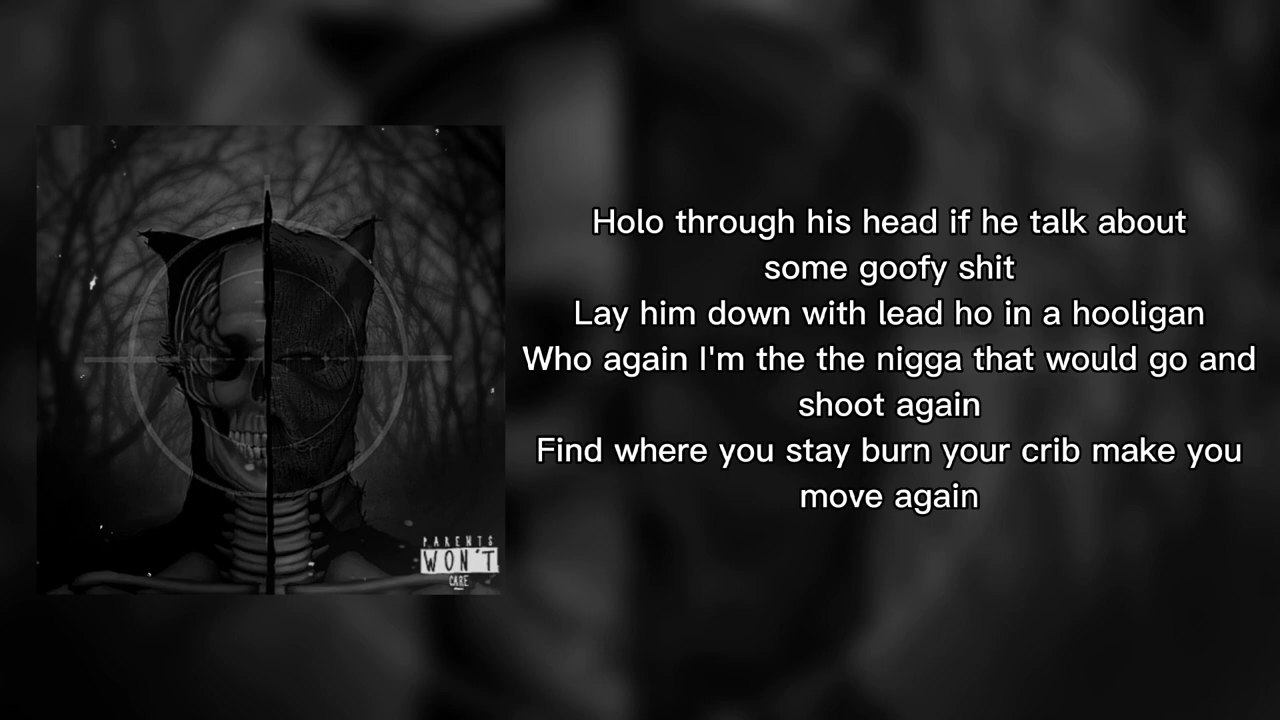 Holo through his head if he talk about
some goofy shit
Lay him down with lead ho in a hooligan
Who again I'm the the nigga that would go and
shoot again
Find where you stay burn your crib make you
move again
PARENTS
WON'T
CARE